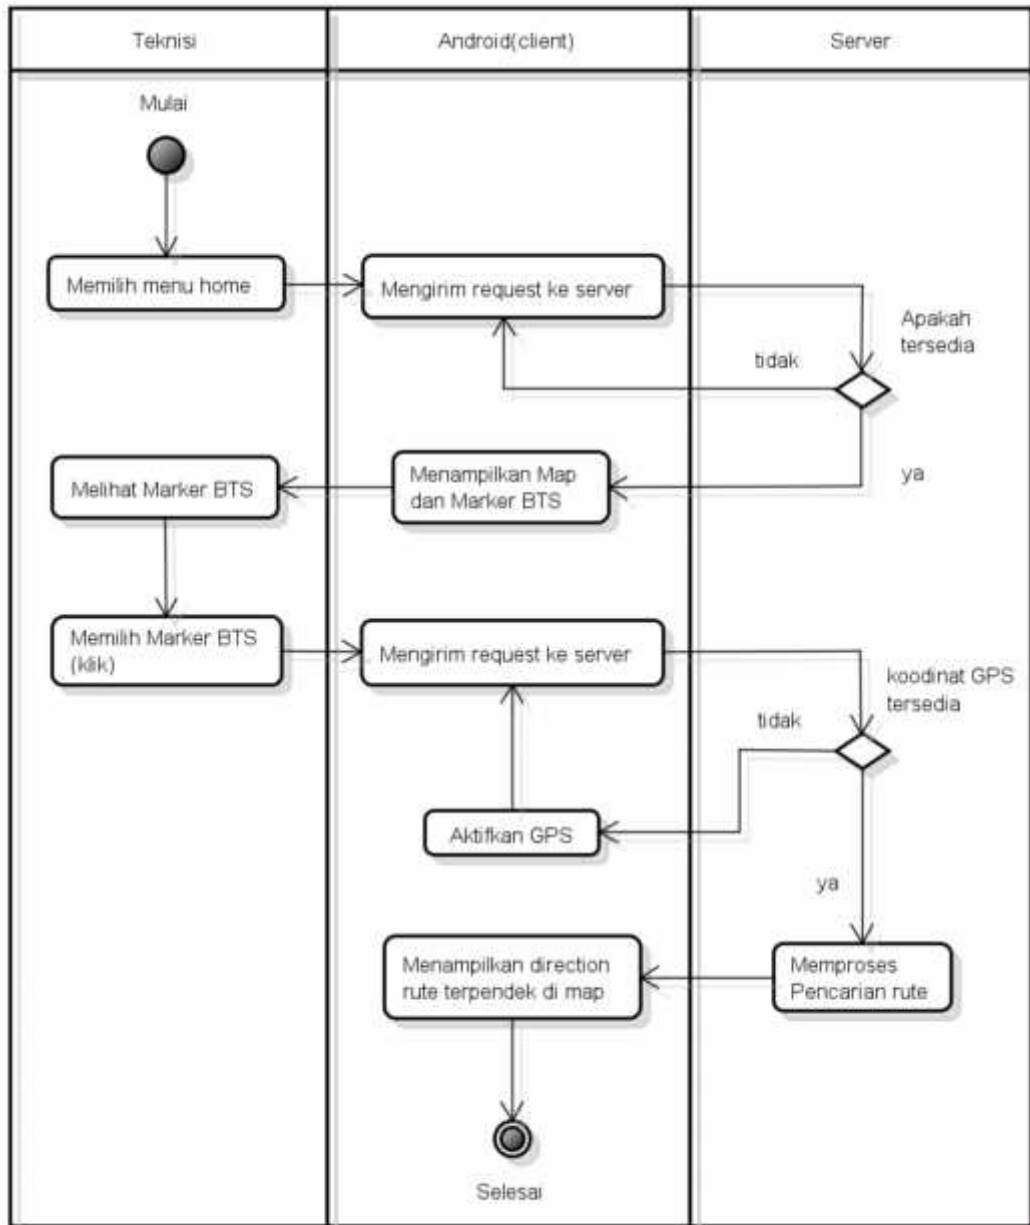 Teknisi
Android(client)
Server
Mulai
Memilih menu home
Mengirim request ke server
Apakah
tersedia
tidak
ya
Menampilkan Map
dan Marker BTS
Melihat Marker BTS
Memilih Marker BTS
(klik)
Mengirim request ke server
koodinat GPS
tersedia
tidak
Aktifkan GPS
ya
Memproses
Pencarian rute
Menampilkan direction
rute terpendek di map
Selesai